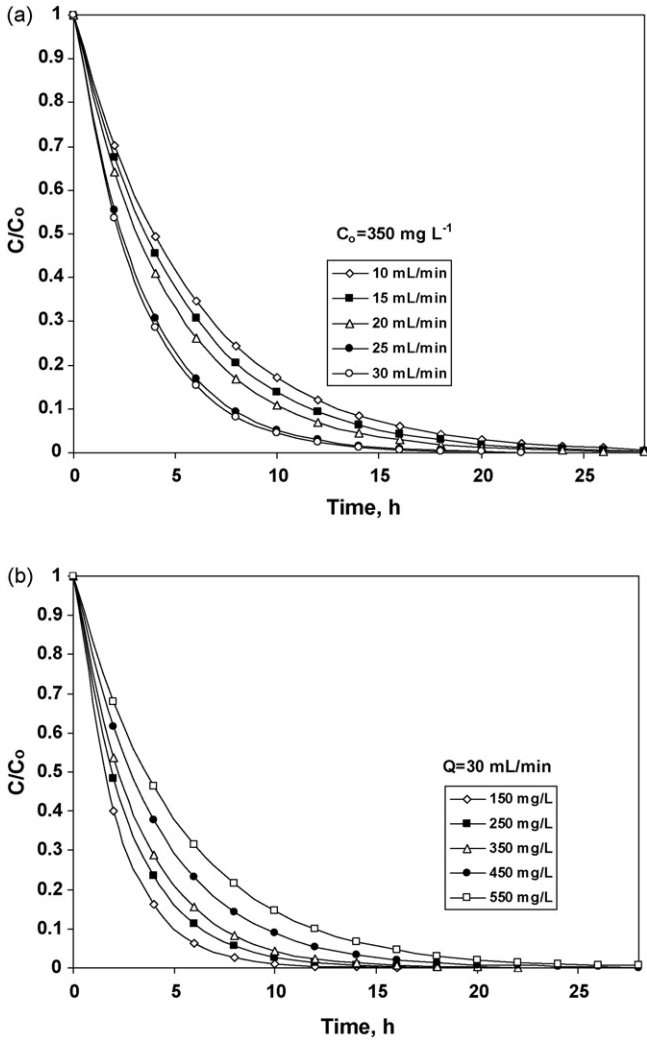 (a)
1
0.9
0.8
0.7
0.6
0.5
0.4
0.3
0.2
0.1
0
C/Co
Co=350 mg L-1
10 mL/min
15 mL/min
20 mL/min
25 mL/min
30 mL/min
0 5 10 15 20 25
Time, h
(b)
1
0.9
0.8
0.7
0.6
0.5
0.4
0.3
0.2
0.1
0
C/Co
Q=30 mL/min
150 mg/L
250 mg/L
350 mg/L
450 mg/L
550 mg/L
0 5 10 15 20 25
Time, h